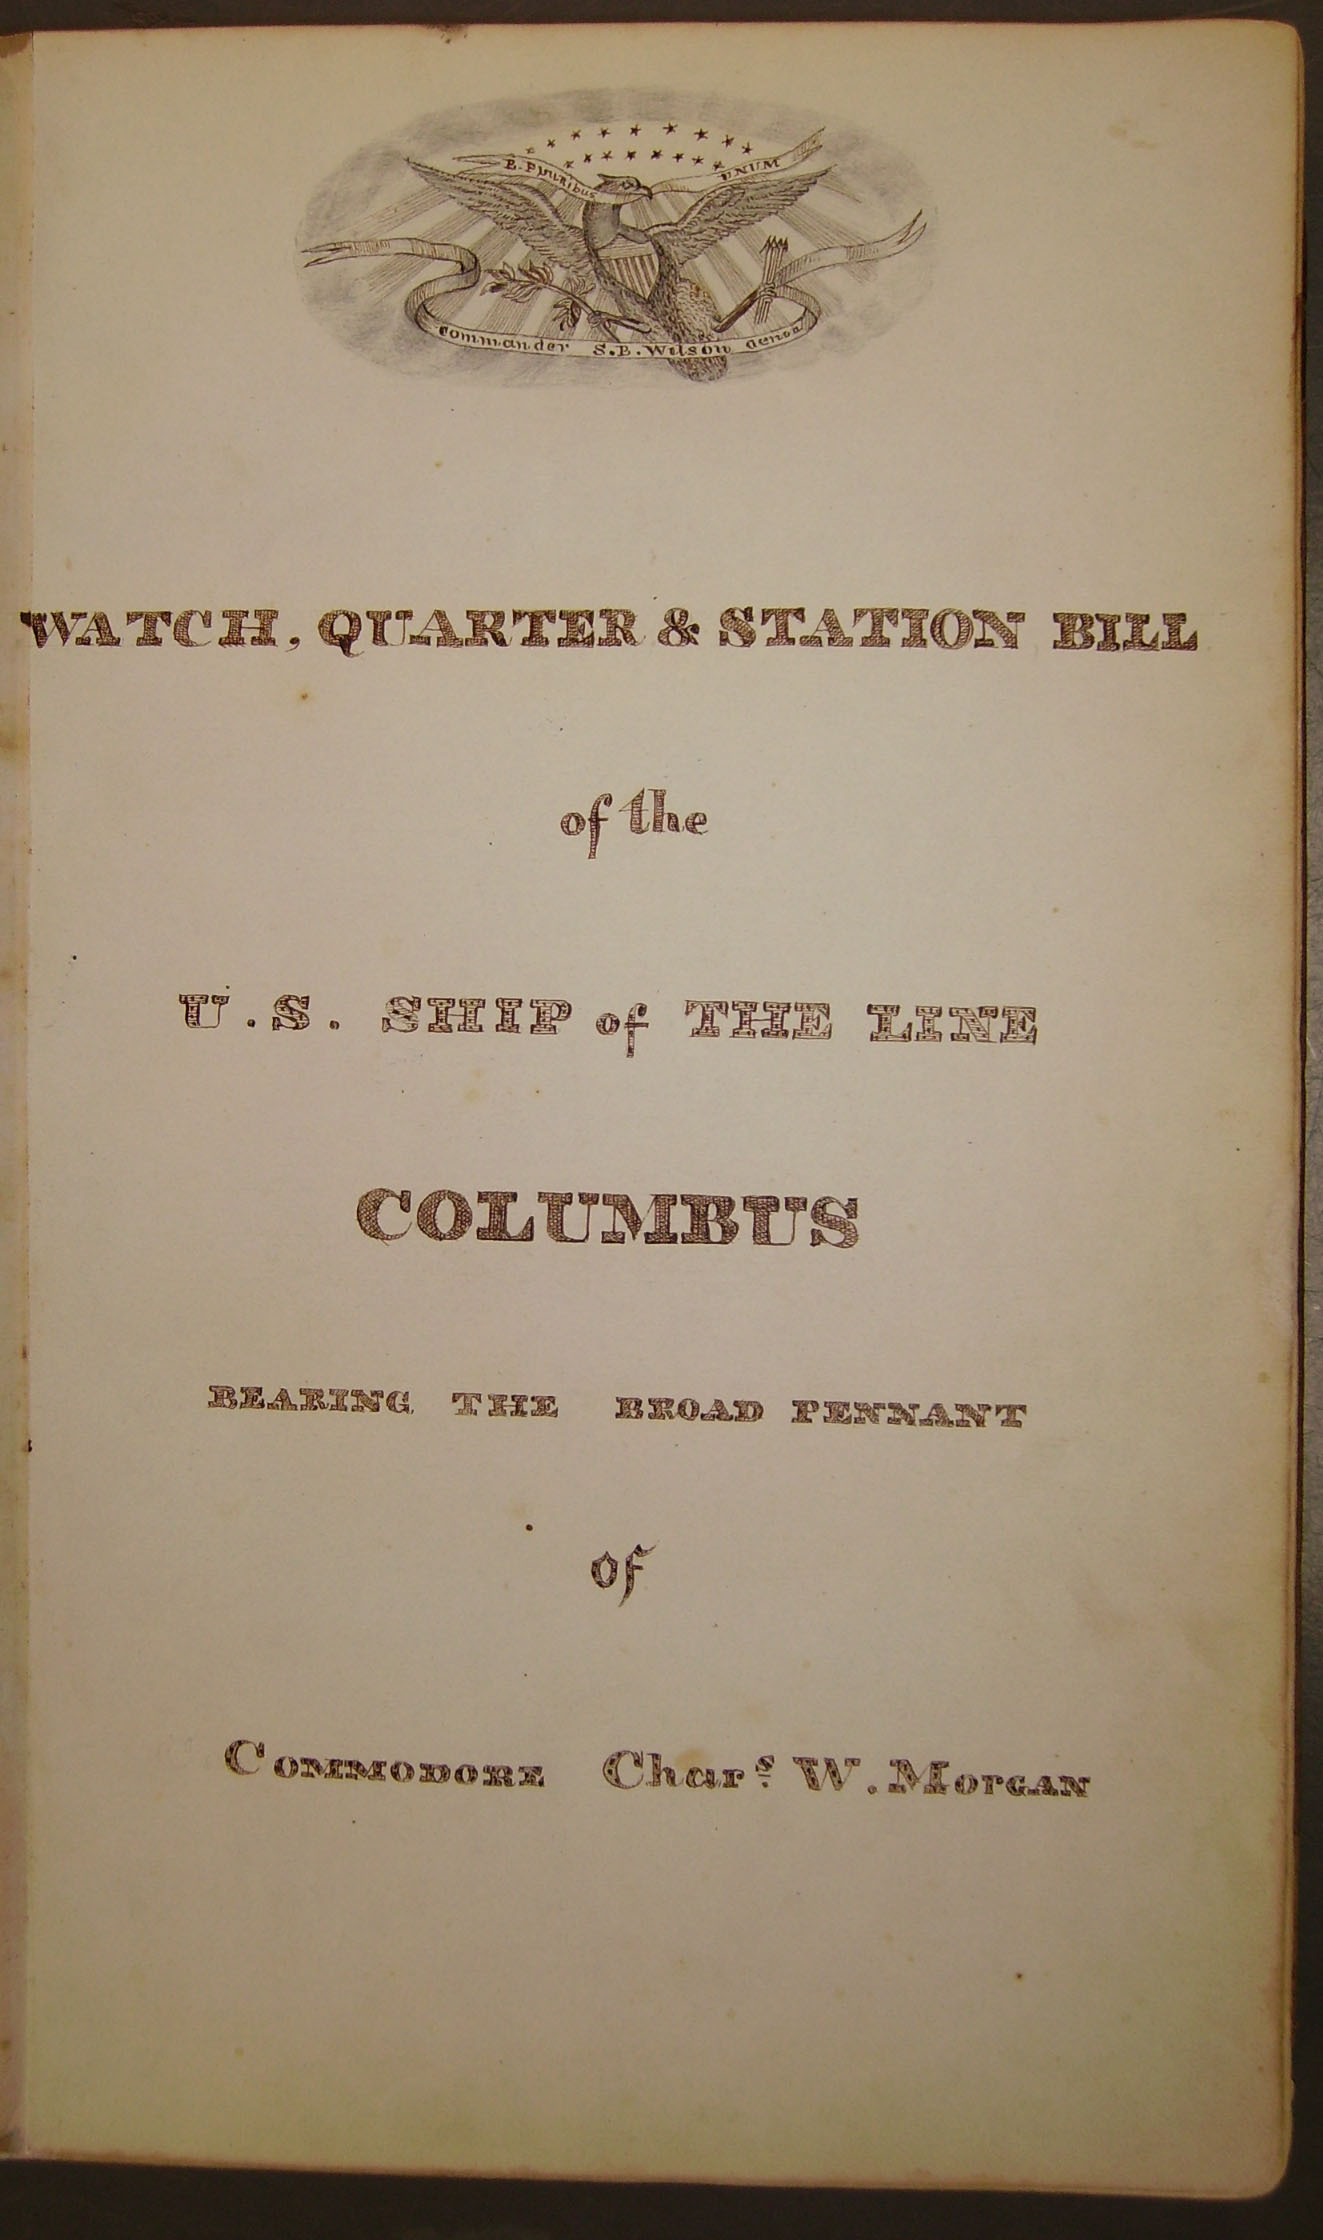 E. Pluribus UNUM
Commander S.B. Wilson Genoa
WATCH, QUARTER & STATION BILL
of the
U.S. SHIP of THE LINE
COLUMBUS
BEARING THE BROAD PENNANT
of
COMMODORE Chars W. MORGAN